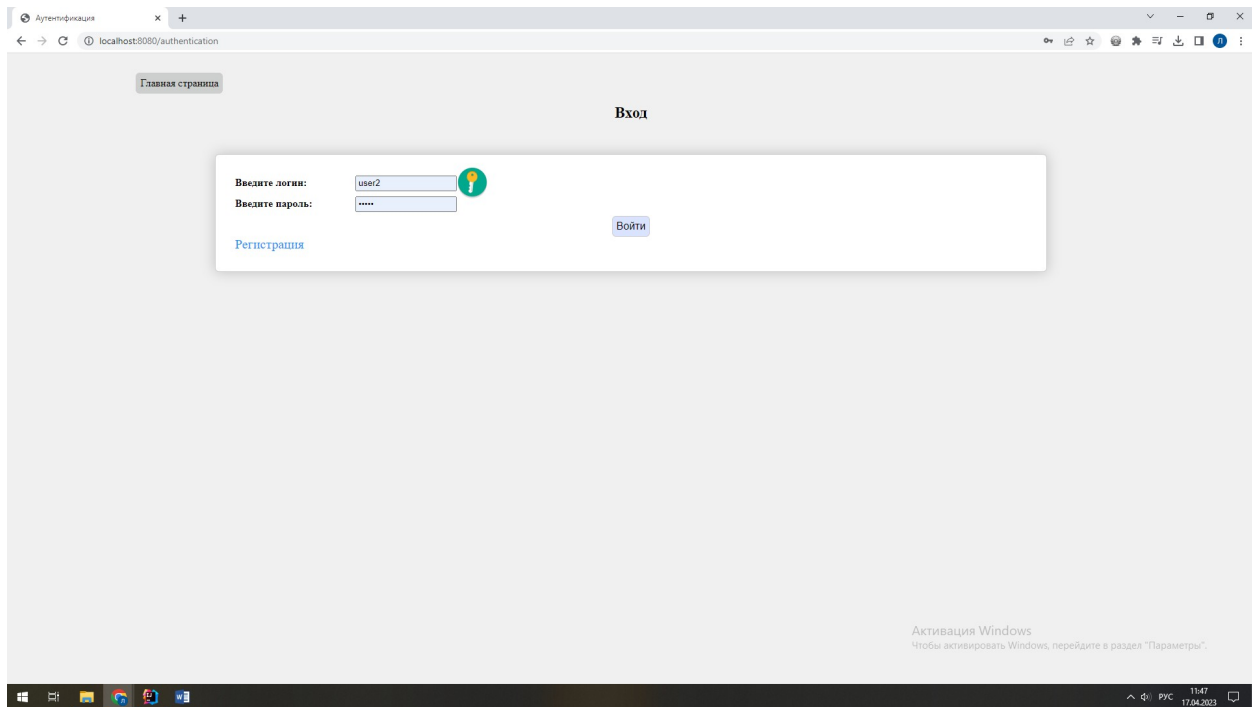 Аутентификация
localhost:8080/authentication
Л
Главная страница
Вход
Введите логин:
user2
Введите пароль:
•••••
Войти
Регистрация
Активация Windows
Чтобы активировать Windows, перейдите в раздел "Параметры".
РУС
11:47
17.04.2023